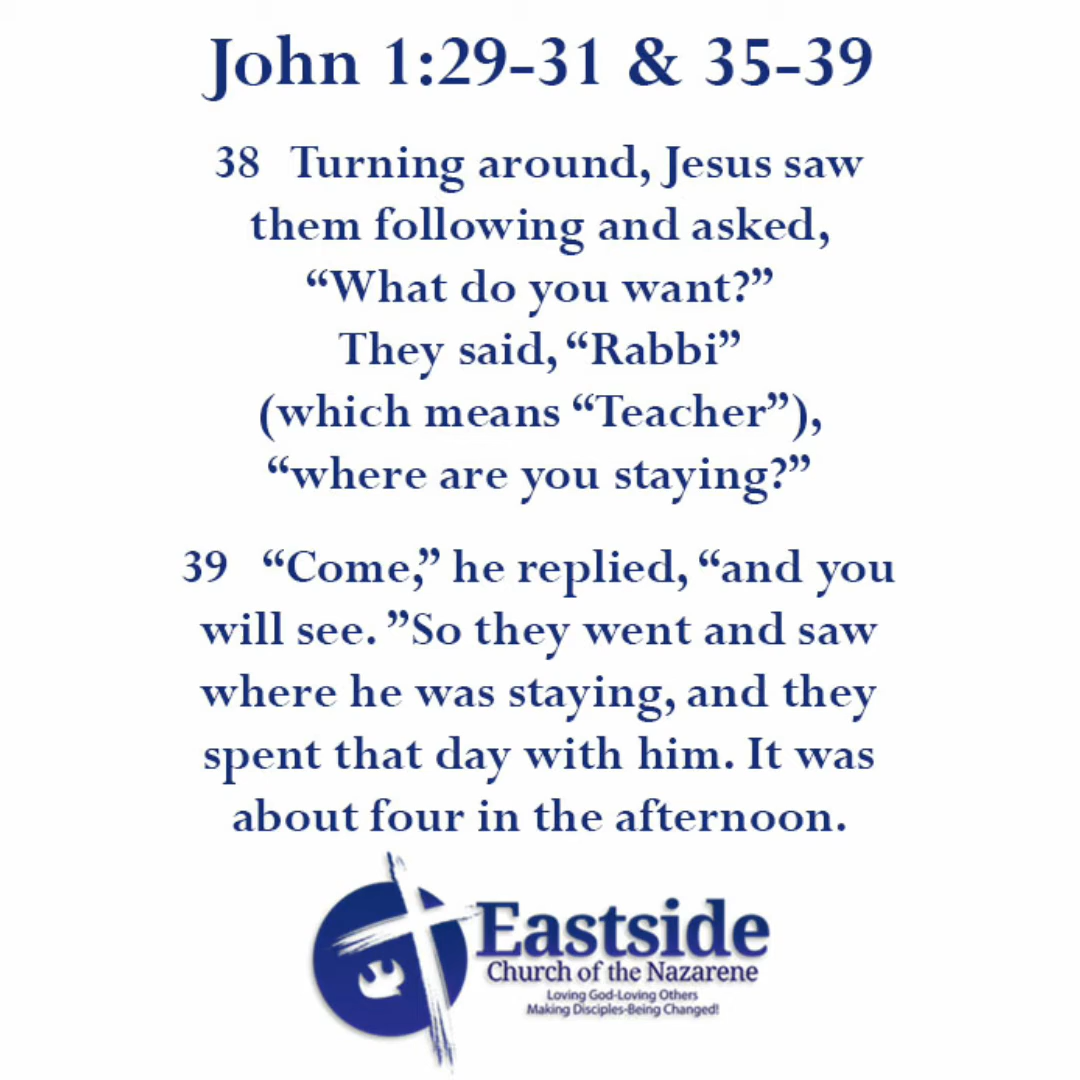 John 1:29-31 & 35-39
38 Turning around, Jesus saw
them following and asked,
“What do you want?”
They said, “Rabbi”
(which means “Teacher”),
“where are you staying?”
39 “Come,” he replied, “and you
will see. ”So they went and saw
where he was staying, and they
spent that day with him. It was
about four in the afternoon.
Eastside
Church of the Nazarene
Loving God-Loving Others
Making Disciples-Being Changed!